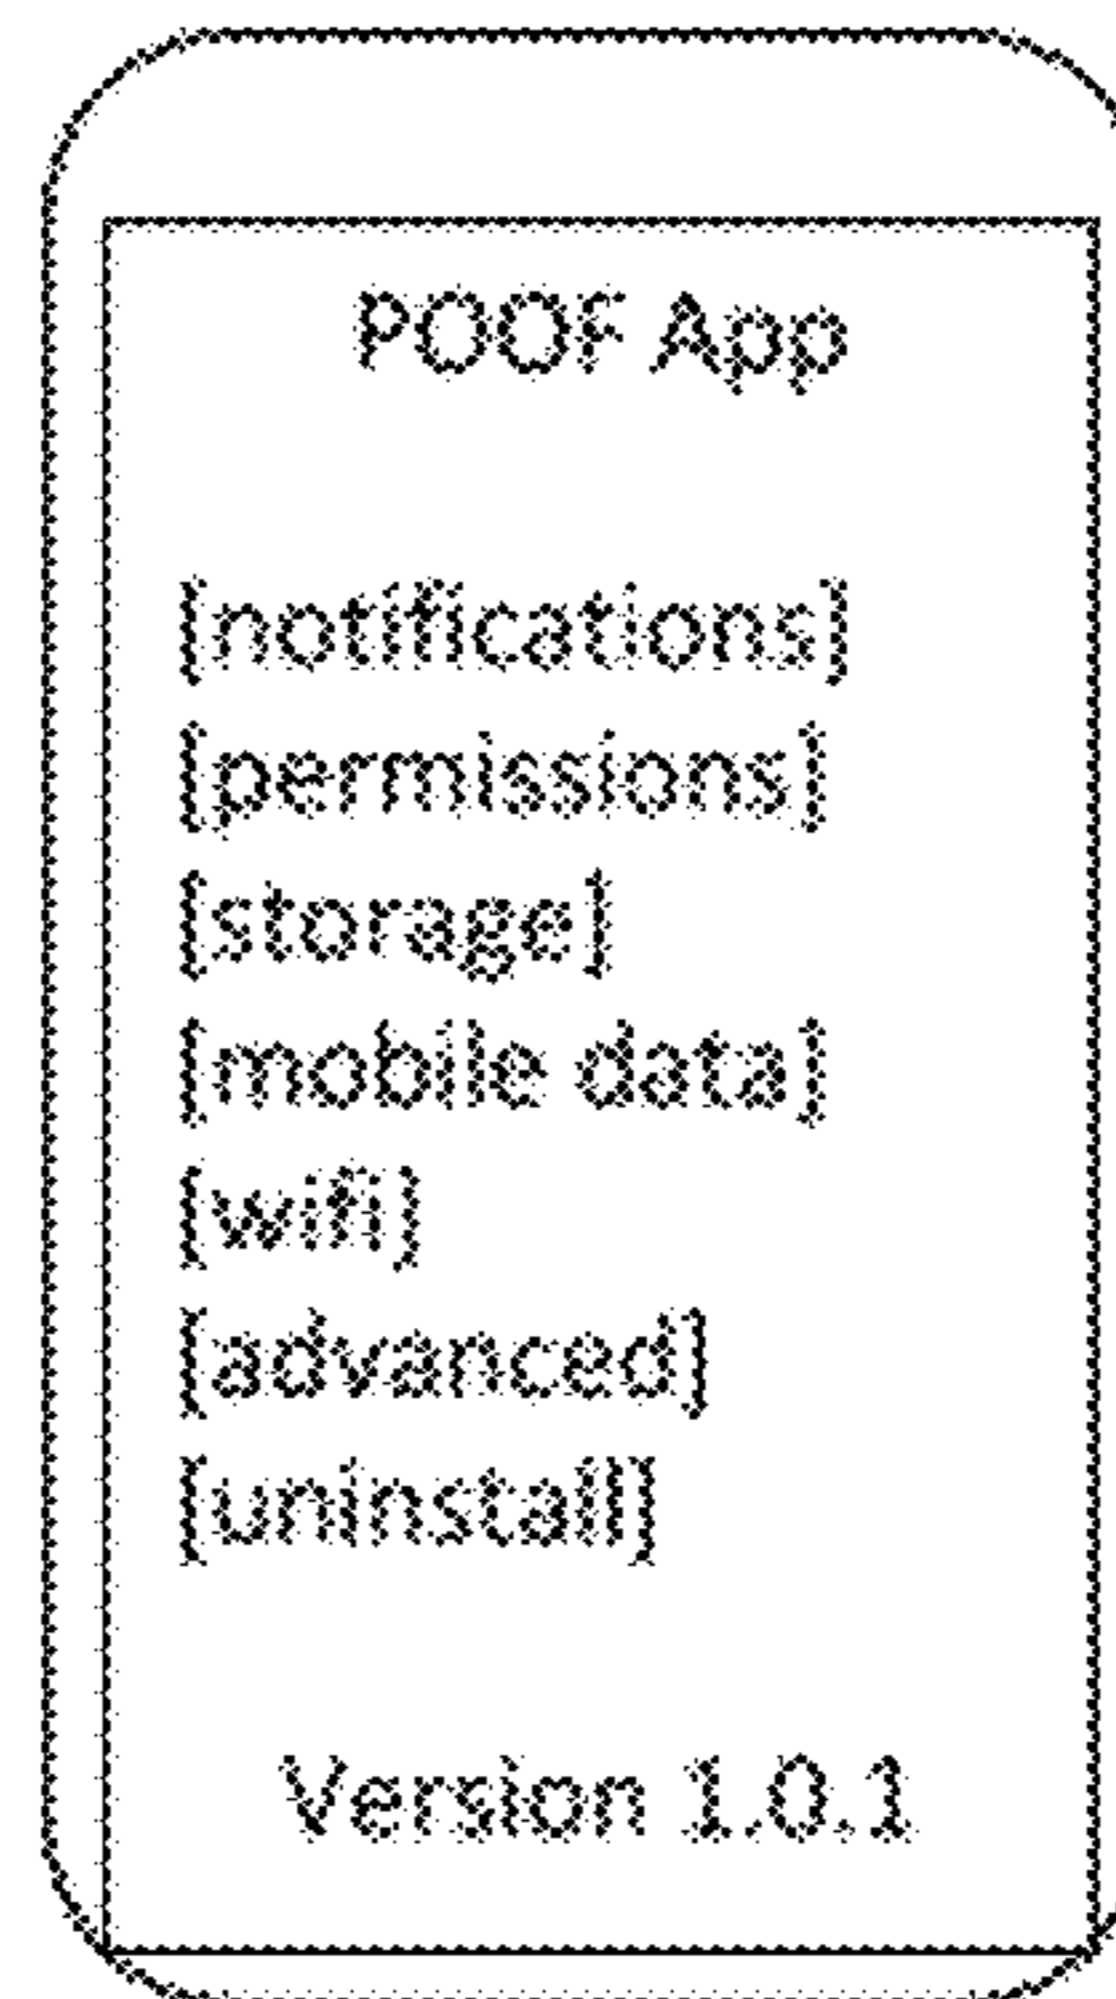 POOF App
[notifications]
[permissions]
[storage]
[mobile data]
[wifi]
[advanced]
[uninstall]
Version 1.0.1